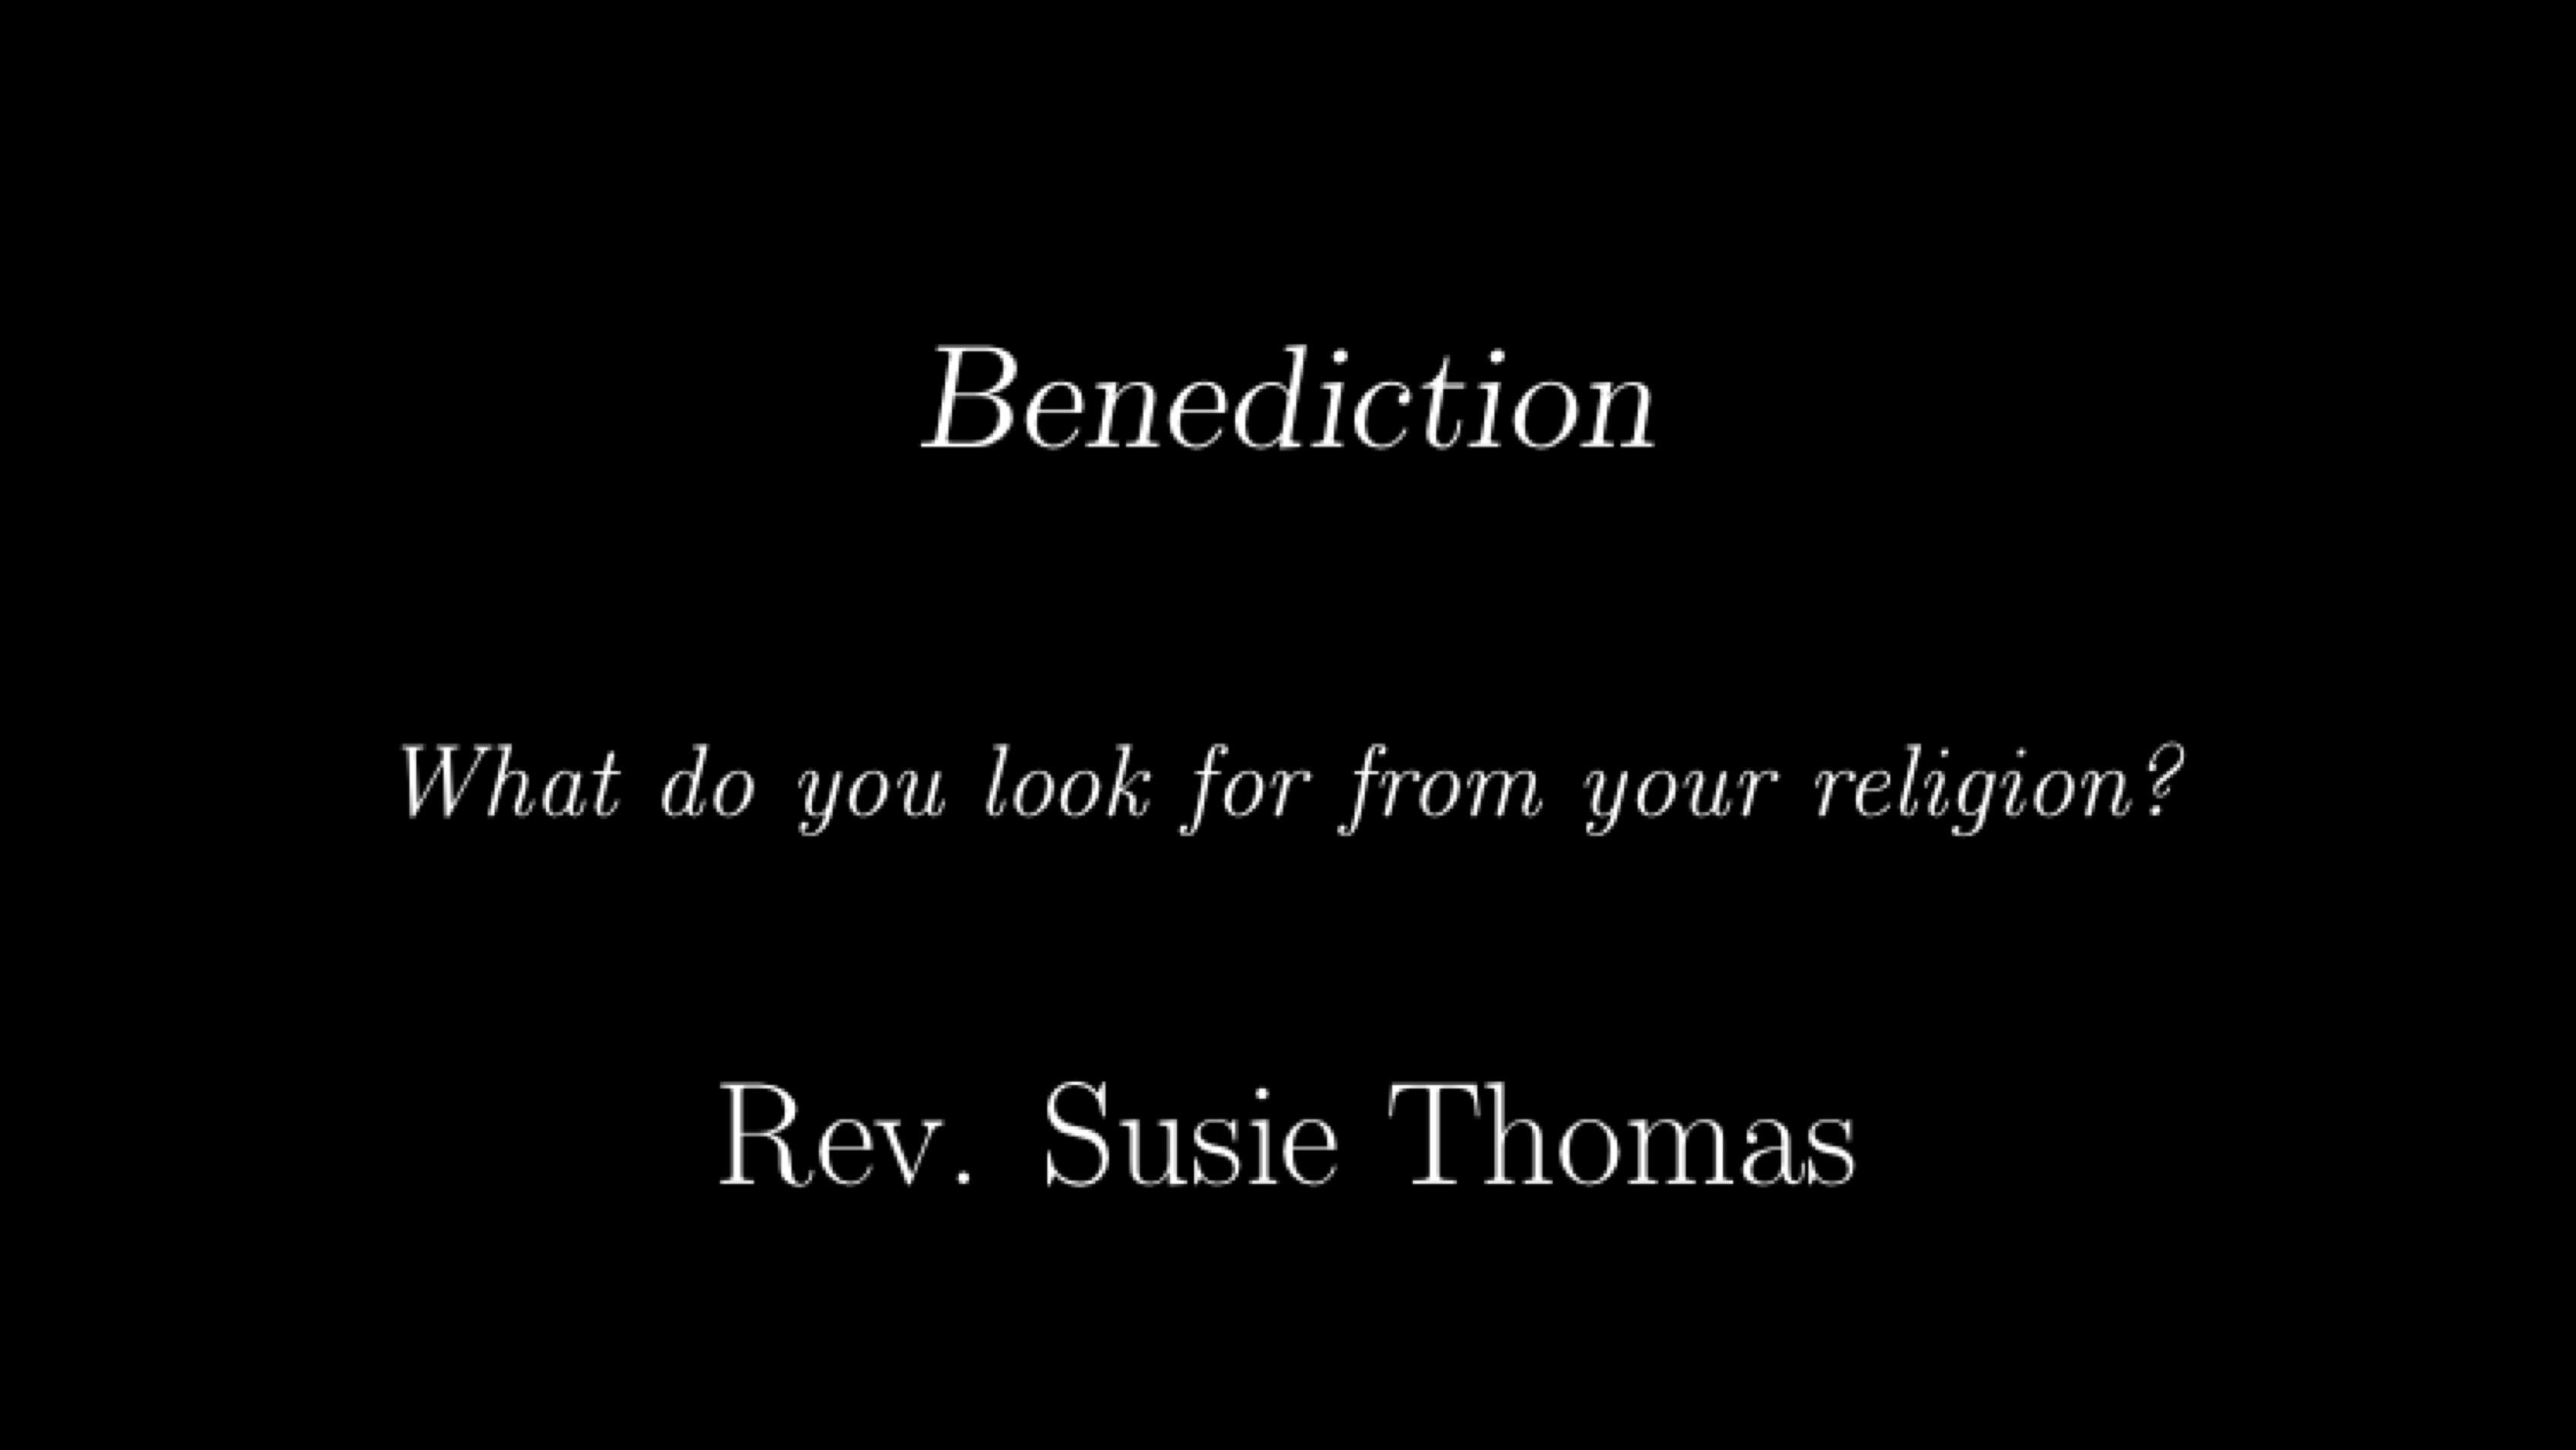 Benediction
What do you look for from your religion?
Rev. Susie Thomas